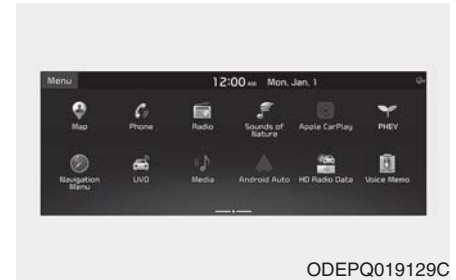 Menu 12:00 AM Mon, Jan. 1
Map Phone Radio Sounds of Nature Apple CarPlay PHEV
Navigation Menu UVO Media Android Auto HD Radio Data Voice Memo
ODEPQ019129C